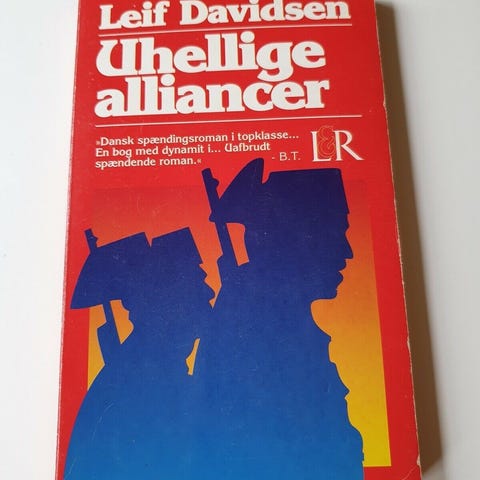 Leif Davidsen
Uhellige
alliancer
»Dansk spændingsroman i topklasse...
En bog med dynamit i... Uafbrudt
spændende roman.«
- B.T.
L&R